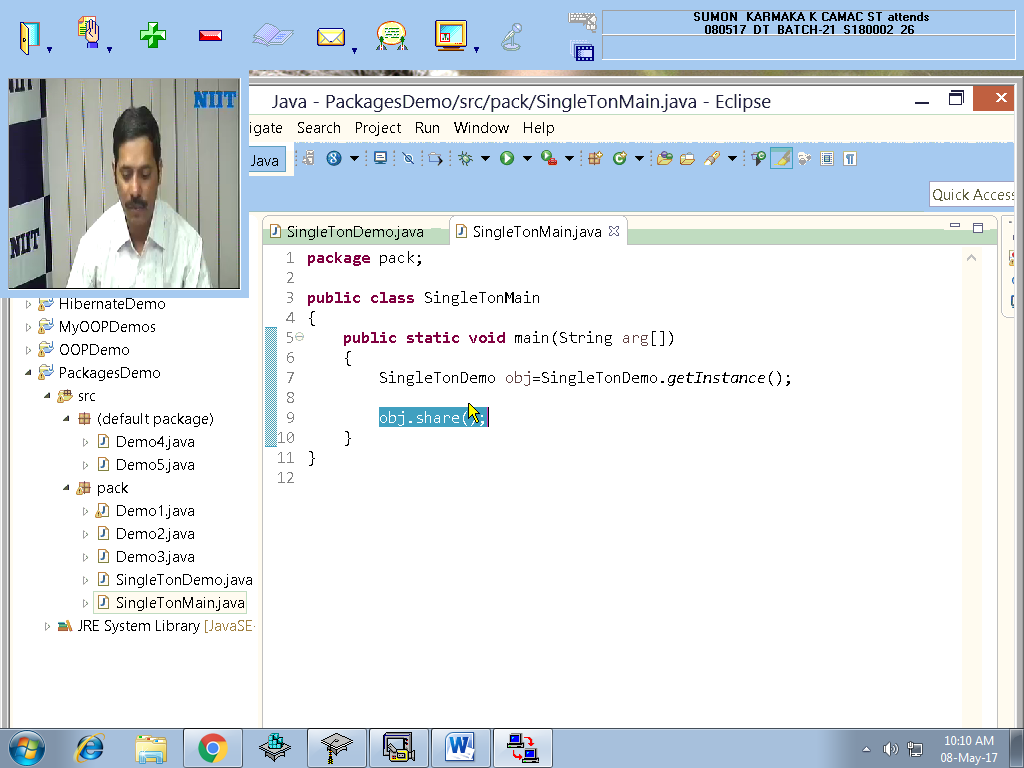 SUMON KARMAKA K CAMAC ST attends
080517 DT BATCH-21 S180002 26
NIIT
NIIT
Java - PackagesDemo/src/pack/SingleTonMain.java - Eclipse
igate Search Project Run Window Help
Java
Quick Access
SingleTonDemo.java
SingleTonMain.java
1 package pack;
2
3 public class SingleTonMain
4 {
5 public static void main(String arg[])
6 {
7 SingleTonDemo obj=SingleTonDemo.getInstance();
8
9 obj.share();
10 }
11 }
12
HibernateDemo
MyOOPDemos
OOPDemo
PackagesDemo
src
(default package)
Demo4.java
Demo5.java
pack
Demo1.java
Demo2.java
Demo3.java
SingleTonDemo.java
SingleTonMain.java
JRE System Library [JavaSE-
10:10 AM
08-May-17